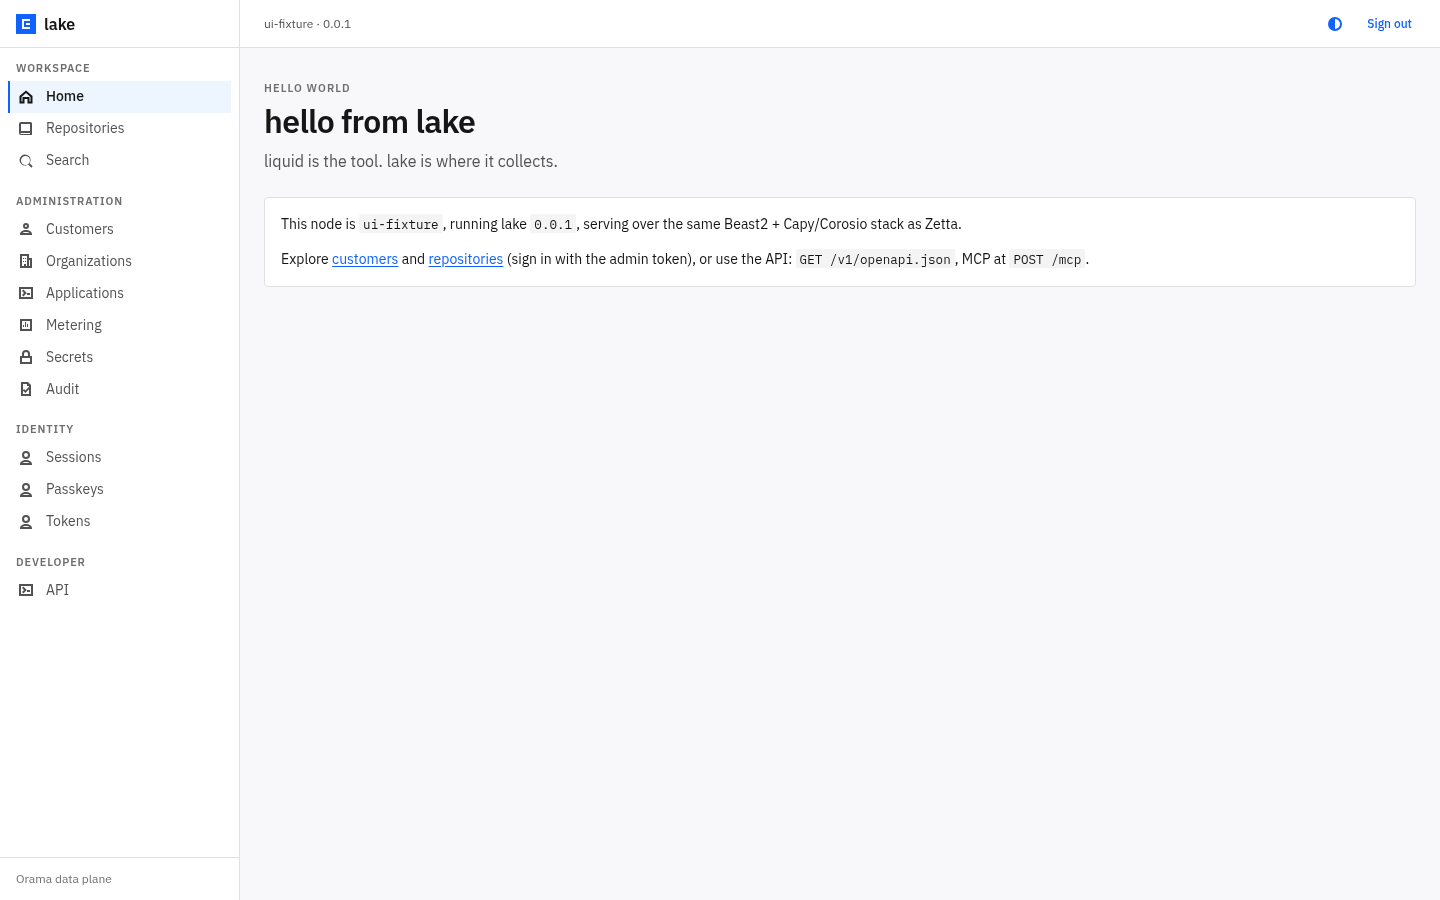 lake
ui-fixture · 0.0.1
Sign out
WORKSPACE
Home
Repositories
Search
ADMINISTRATION
Customers
Organizations
Applications
Metering
Secrets
Audit
IDENTITY
Sessions
Passkeys
Tokens
DEVELOPER
API
Orama data plane
HELLO WORLD
hello from lake
liquid is the tool. lake is where it collects.
This node is ui-fixture, running lake 0.0.1, serving over the same Beast2 + Capy/Corosio stack as Zetta.
Explore customers and repositories (sign in with the admin token), or use the API: GET /v1/openapi.json, MCP at POST /mcp.